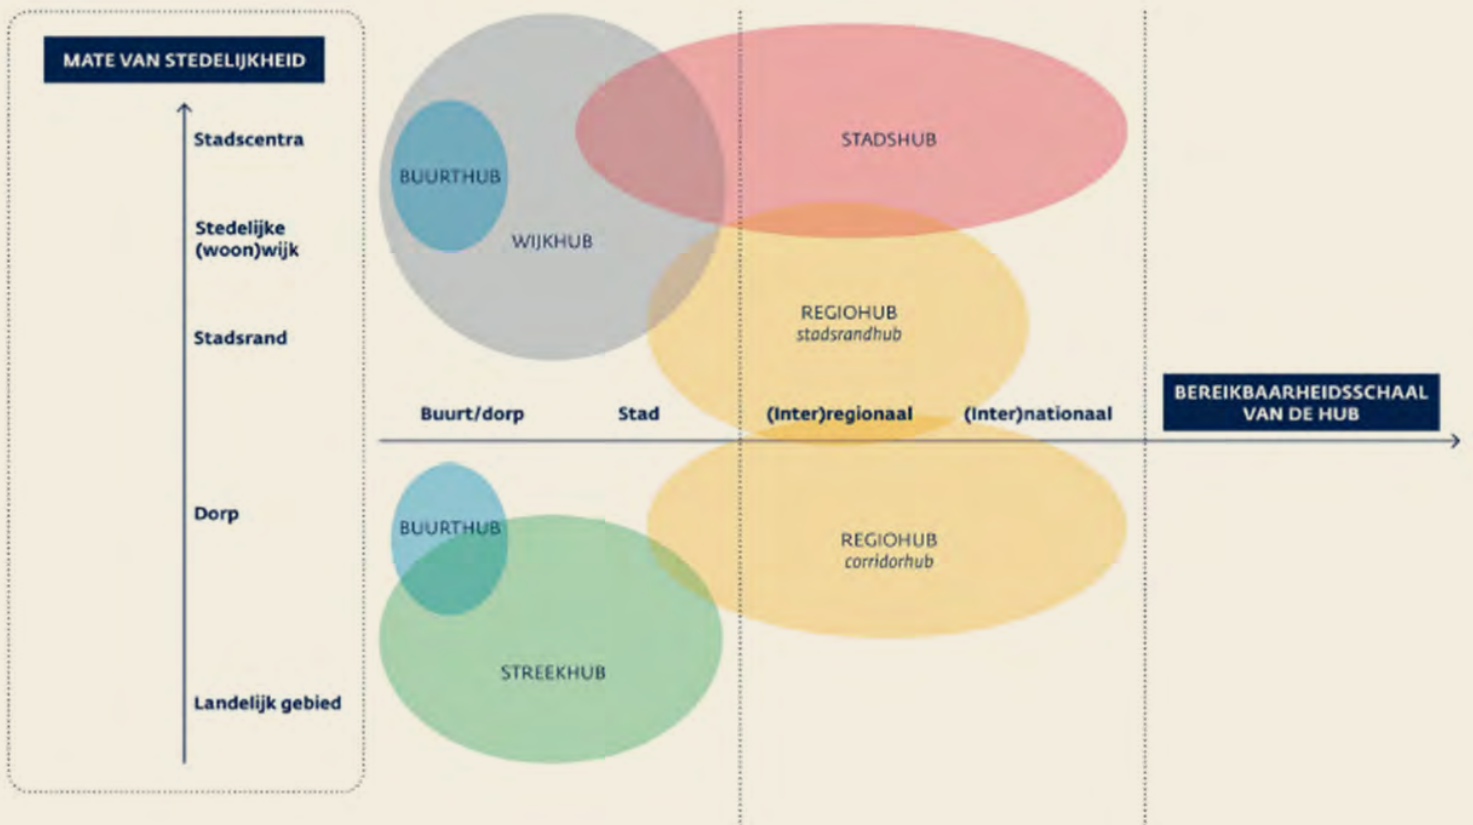 MATE VAN STEDELIJKHEID
Stadscentra
Stedelijke
(woon)wijk
Stadsrand
Dorp
Landelijk gebied
BUURTHUB
WIJKHUB
STADSHUB
REGIOHUB
stadsrandhub
Buurt/dorp
Stad
(Inter)regionaal
(Inter)nationaal
BEREIKBAARHEIDSSCHAAL
VAN DE HUB
BUURTHUB
STREEKHUB
REGIOHUB
corridorhub